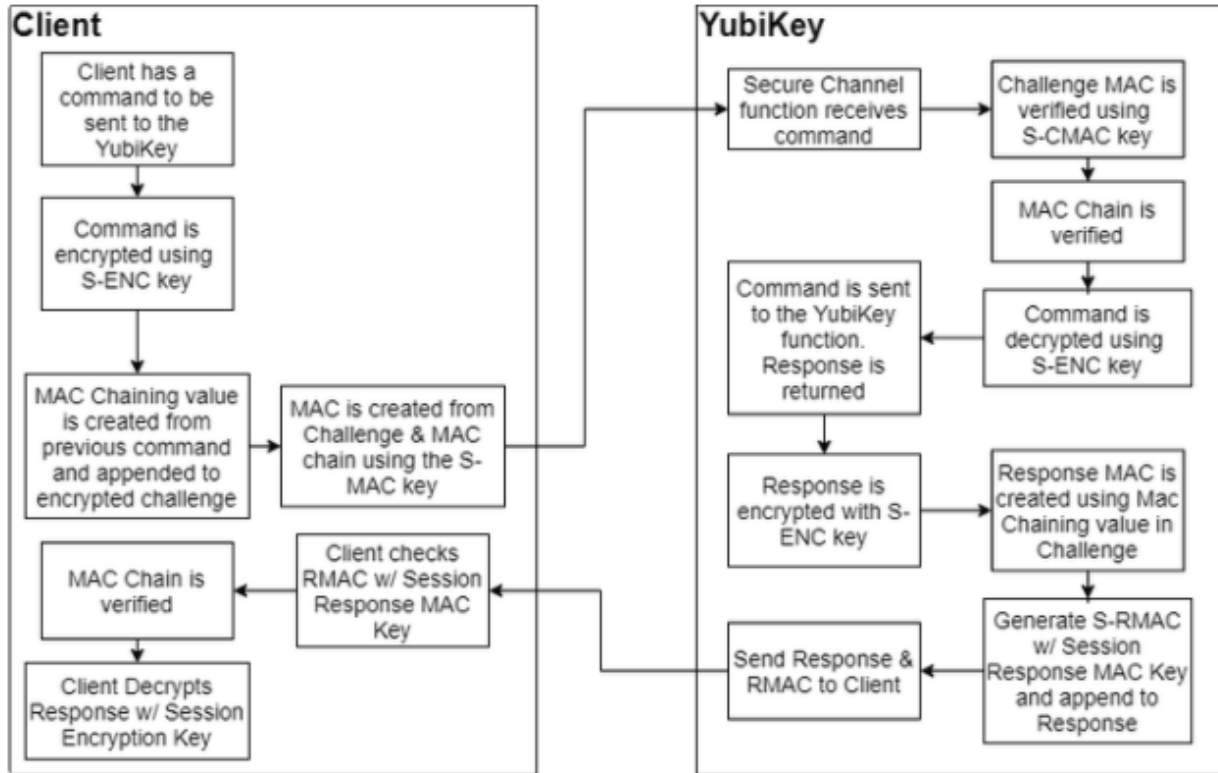 Client
Client has a
command to be
sent to the
YubiKey
Command is
encrypted using
S-ENC key
MAC Chaining value
is created from
previous command
and appended to
encrypted challenge
MAC is created from
Challenge & MAC
chain using the S-
MAC key
Client checks
RMAC w/ Session
Response MAC
Key
MAC Chain is
verified
Client Decrypts
Response w/ Session
Encryption Key
YubiKey
Secure Channel
function receives
command
Challenge MAC is
verified using
S-CMAC key
MAC Chain is
verified
Command is
decrypted using
S-ENC key
Command is sent
to the YubiKey
function.
Response is
returned
Response is
encrypted with S-
ENC key
Response MAC is
created using Mac
Chaining value in
Challenge
Generate S-RMAC
w/ Session
Response MAC Key
and append to
Response
Send Response &
RMAC to Client